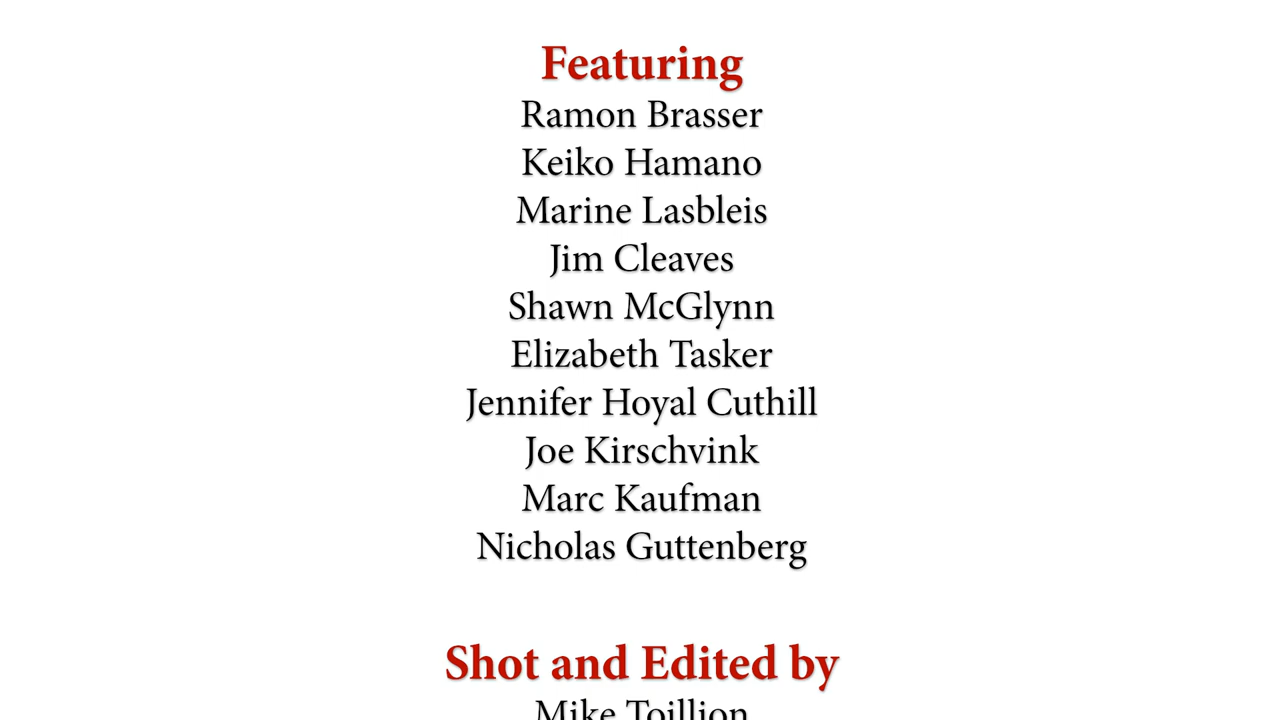 Featuring
Ramon Brasser
Keiko Hamano
Marine Lasbleis
Jim Cleaves
Shawn McGlynn
Elizabeth Tasker
Jennifer Hoyal Cuthill
Joe Kirschvink
Marc Kaufman
Nicholas Guttenberg
Shot and Edited by
Mike Toillion